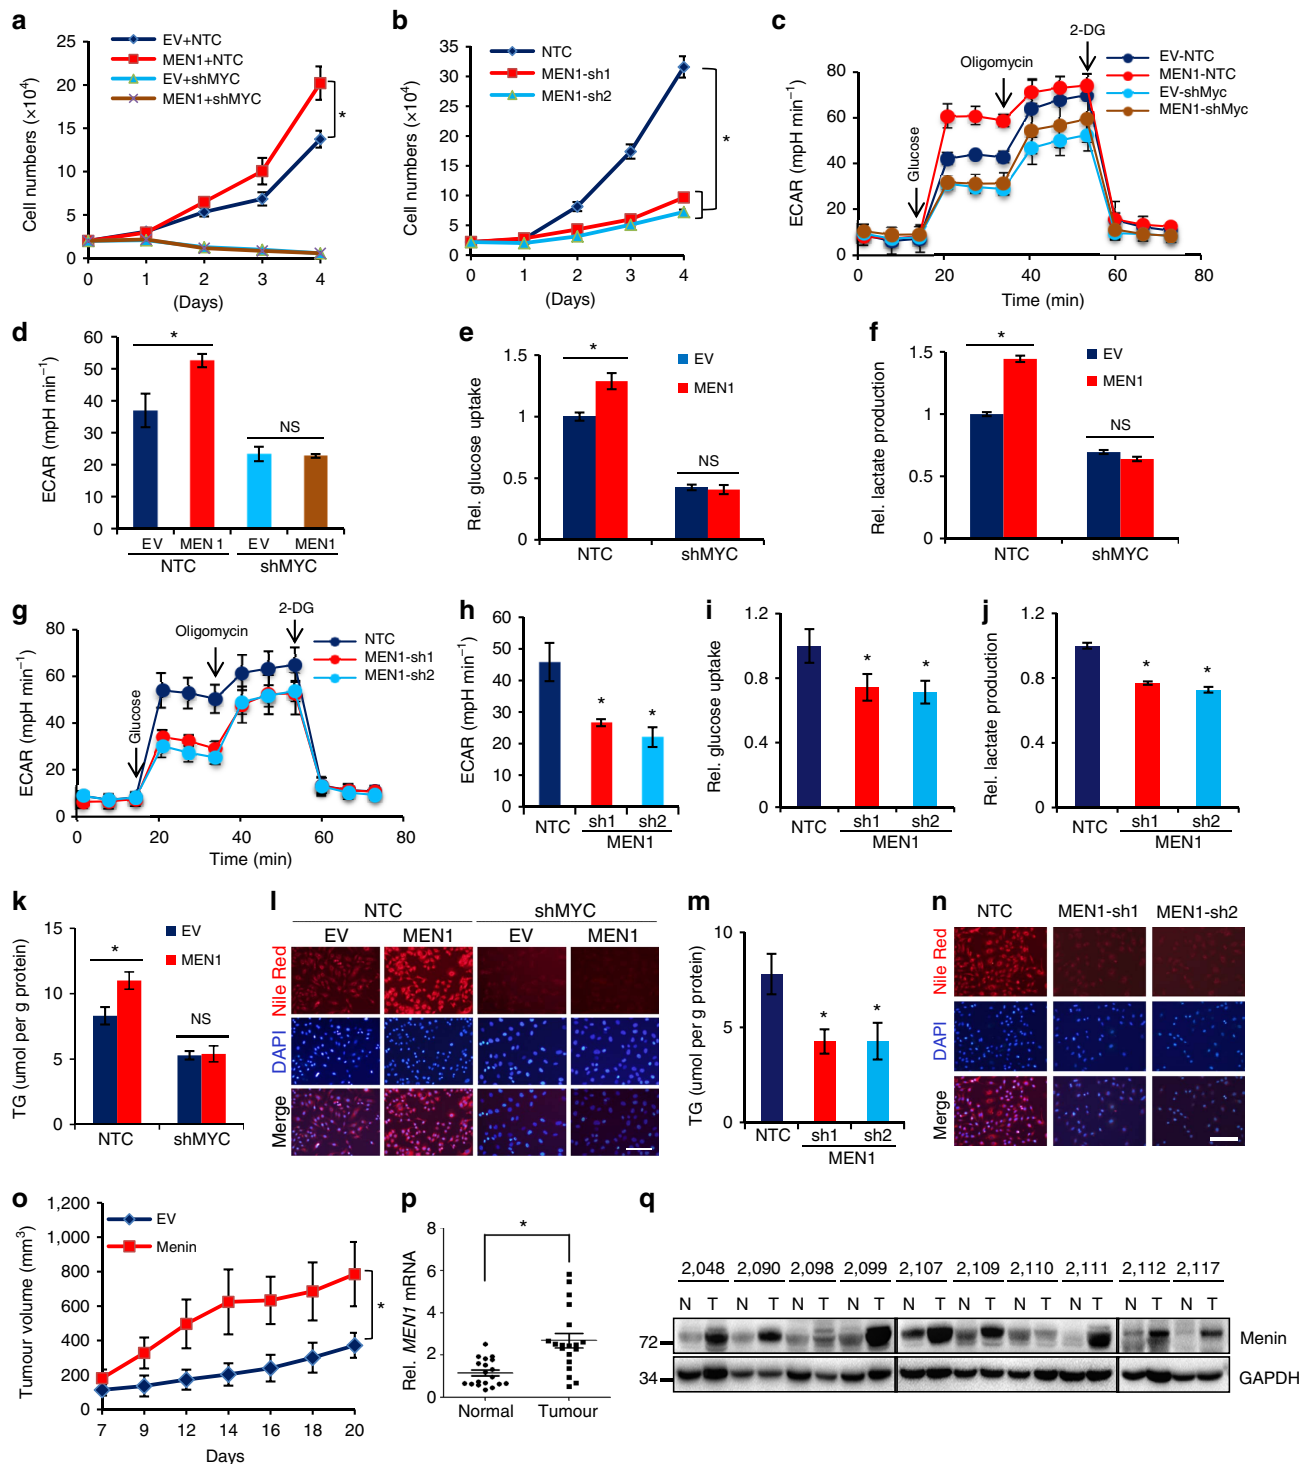 a
Cell numbers (×10⁴)
25
20
15
10
5
0
0 1 2 3 4
(Days)
EV+NTC
MEN1+NTC
EV+shMYC
MEN1+shMYC
*
b
Cell numbers (×10⁴)
35
30
25
20
15
10
5
0
0 1 2 3 4
(Days)
NTC
MEN1-sh1
MEN1-sh2
*
c
ECAR (mpH min⁻¹)
80
60
40
20
0
0 20 40 60 80
Time (min)
Glucose
Oligomycin
2-DG
EV-NTC
MEN1-NTC
EV-shMyc
MEN1-shMyc
d
ECAR (mpH min⁻¹)
60
50
40
30
20
10
0
*
NS
EV MEN1 EV MEN1
NTC shMYC
e
Rel. glucose uptake
1.5
1
0.5
0
*
NS
EV
MEN1
NTC shMYC
f
Rel. lactate production
1.5
1
0.5
0
*
NS
EV
MEN1
NTC shMYC
g
ECAR (mpH min⁻¹)
80
60
40
20
0
0 20 40 60 80
Time (min)
Glucose
Oligomycin
2-DG
NTC
MEN1-sh1
MEN1-sh2
h
ECAR (mpH min⁻¹)
60
50
40
30
20
10
0
* *
NTC sh1 sh2
MEN1
i
Rel. glucose uptake
1.2
0.8
0.4
0
* *
NTC sh1 sh2
MEN1
j
Rel. lactate production
1.2
0.8
0.4
0
* *
NTC sh1 sh2
MEN1
k
TG (umol per g protein)
15
10
5
0
*
NS
EV
MEN1
NTC shMYC
l
NTC shMYC
EV MEN1 EV MEN1
Nile Red
DAPI
Merge
m
TG (umol per g protein)
10
5
0
* *
NTC sh1 sh2
MEN1
n
NTC MEN1-sh1 MEN1-sh2
Nile Red
DAPI
Merge
o
Tumour volume (mm³)
1,200
1,000
800
600
400
200
0
7 9 12 14 16 18 20
Days
EV
Menin
*
p
Rel. MEN1 mRNA
8
6
4
2
0
*
Normal Tumour
q
2,048 2,090 2,098 2,099 2,107 2,109 2,110 2,111 2,112 2,117
N T N T N T N T N T N T N T N T N T N T
72 Menin
34 GAPDH